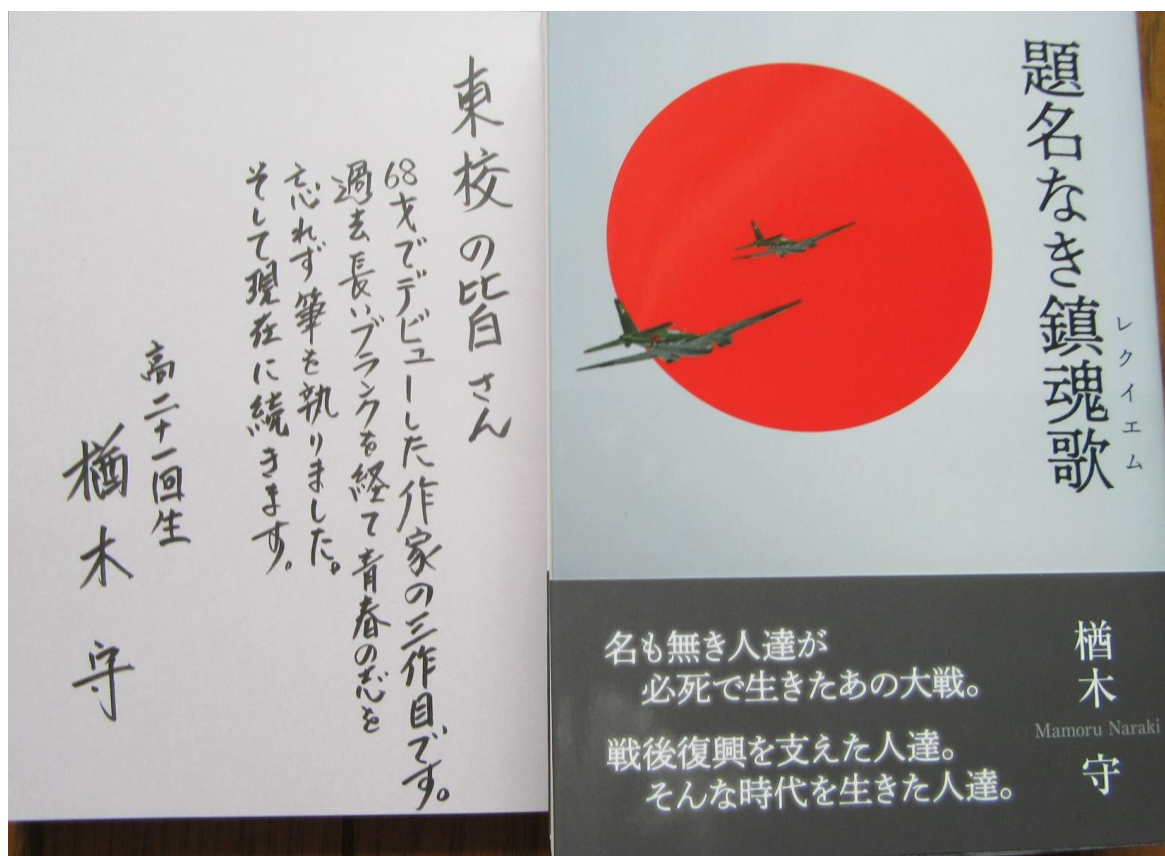 東校の皆さん
68才でデビューした作家の三作目です。
過去長いブランクを経て青春の志を
忘れず筆を執りました。
そして現在に続きます。
高二十一回生
楢木 守
題名なき鎮魂歌
レクイエム
名も無き人達が
必死で生きたあの大戦。
戦後復興を支えた人達。
そんな時代を生きた人達。
楢木 守
Mamoru Naraki